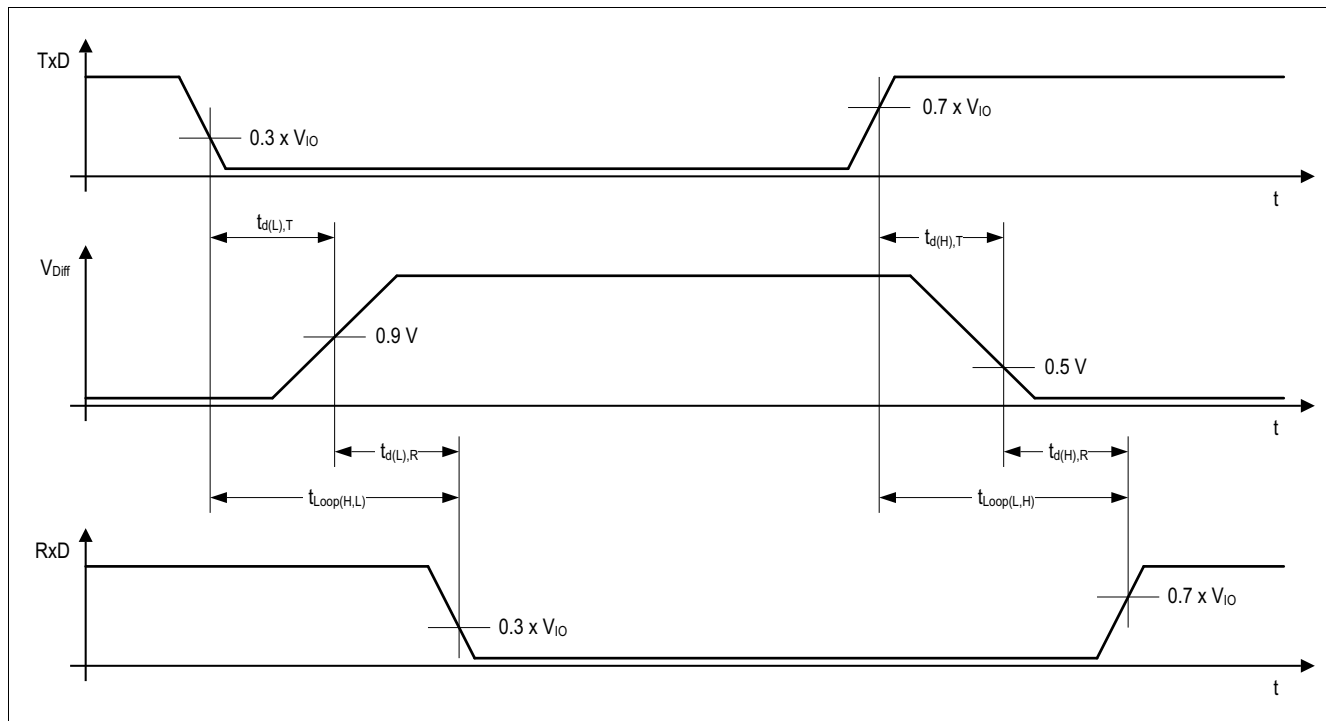 TxD
0.3 x VIO
0.7 x VIO
t
td(L),T
td(H),T
VDiff
0.9 V
0.5 V
t
td(L),R
td(H),R
tLoop(H,L)
tLoop(L,H)
RxD
0.3 x VIO
0.7 x VIO
t